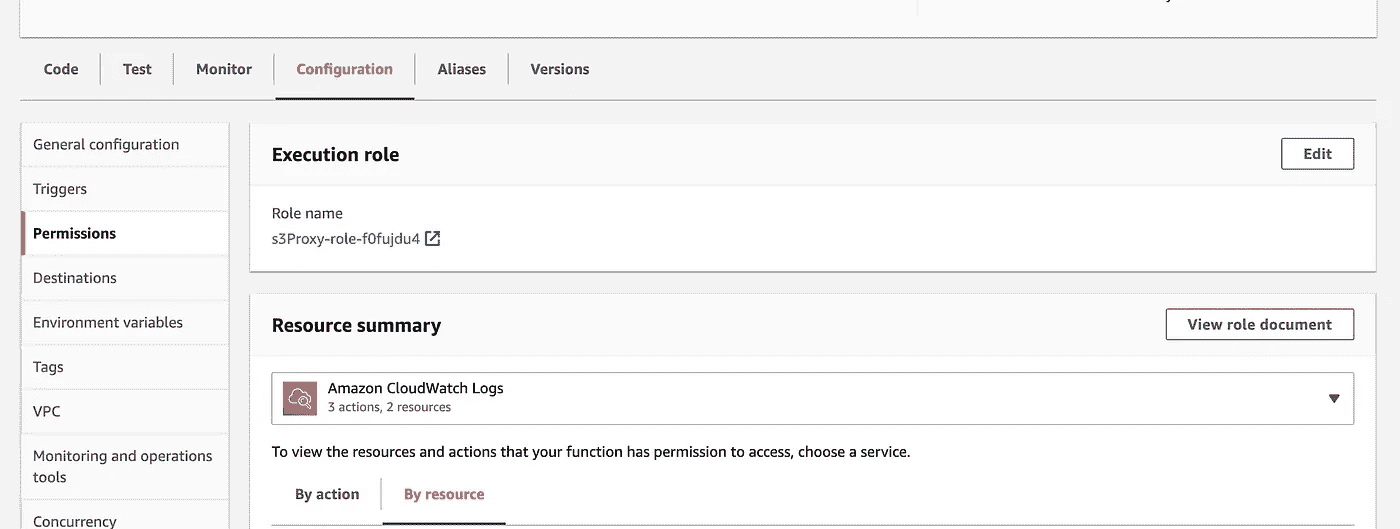 Code
Test
Monitor
Configuration
Aliases
Versions
General configuration
Triggers
Permissions
Destinations
Environment variables
Tags
VPC
Monitoring and operations
tools
Concurrency
Execution role
Edit
Role name
s3Proxy-role-f0fujdu4
Resource summary
View role document
Amazon CloudWatch Logs
3 actions, 2 resources
To view the resources and actions that your function has permission to access, choose a service.
By action
By resource